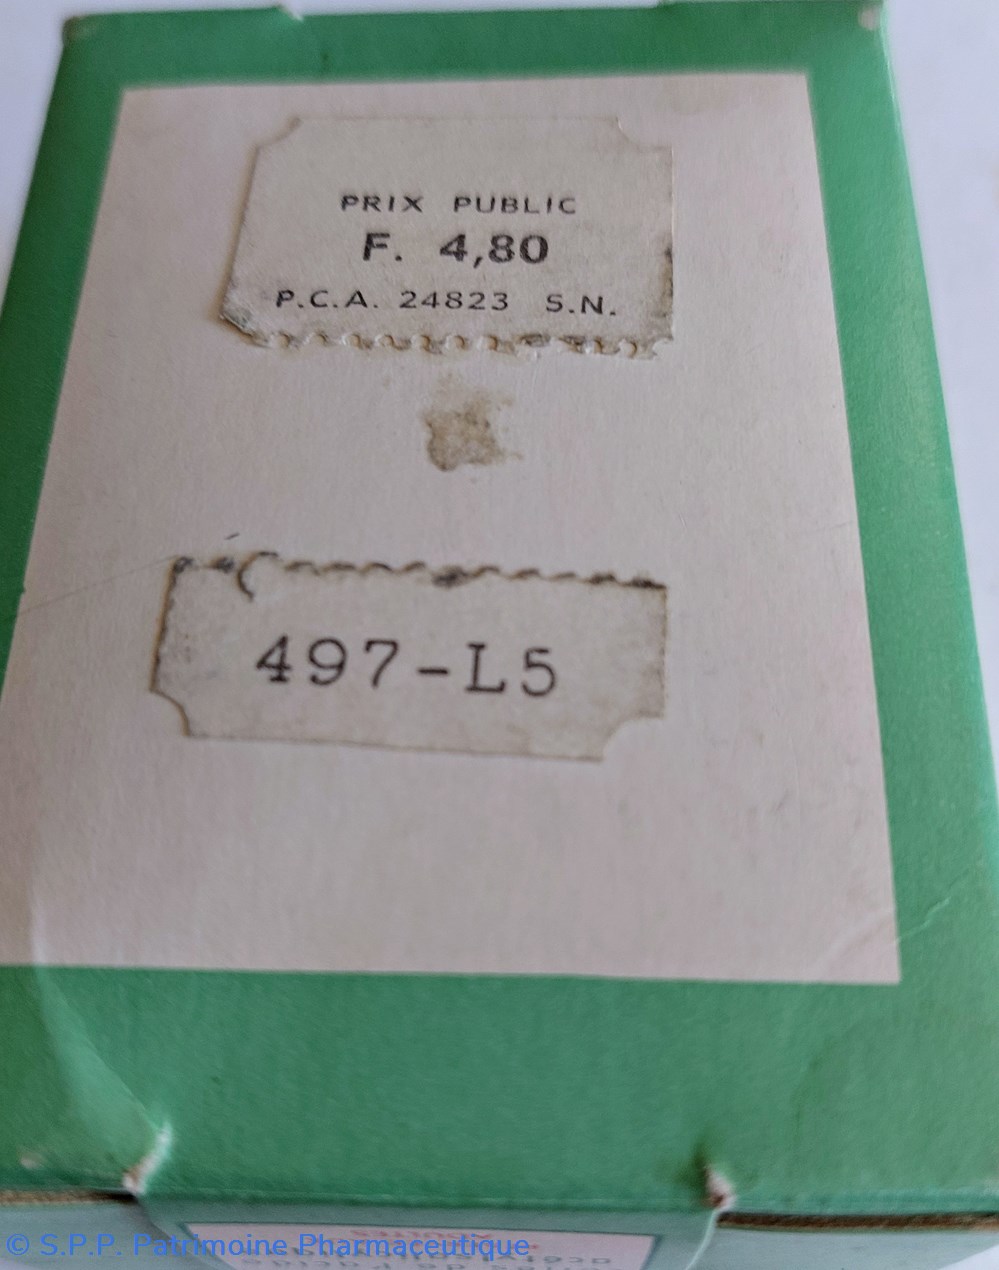 PRIX PUBLIC
F. 4,80
P.C.A. 24823 S.N.
497-L5
© S.P.P. Patrimoine Pharmaceutique